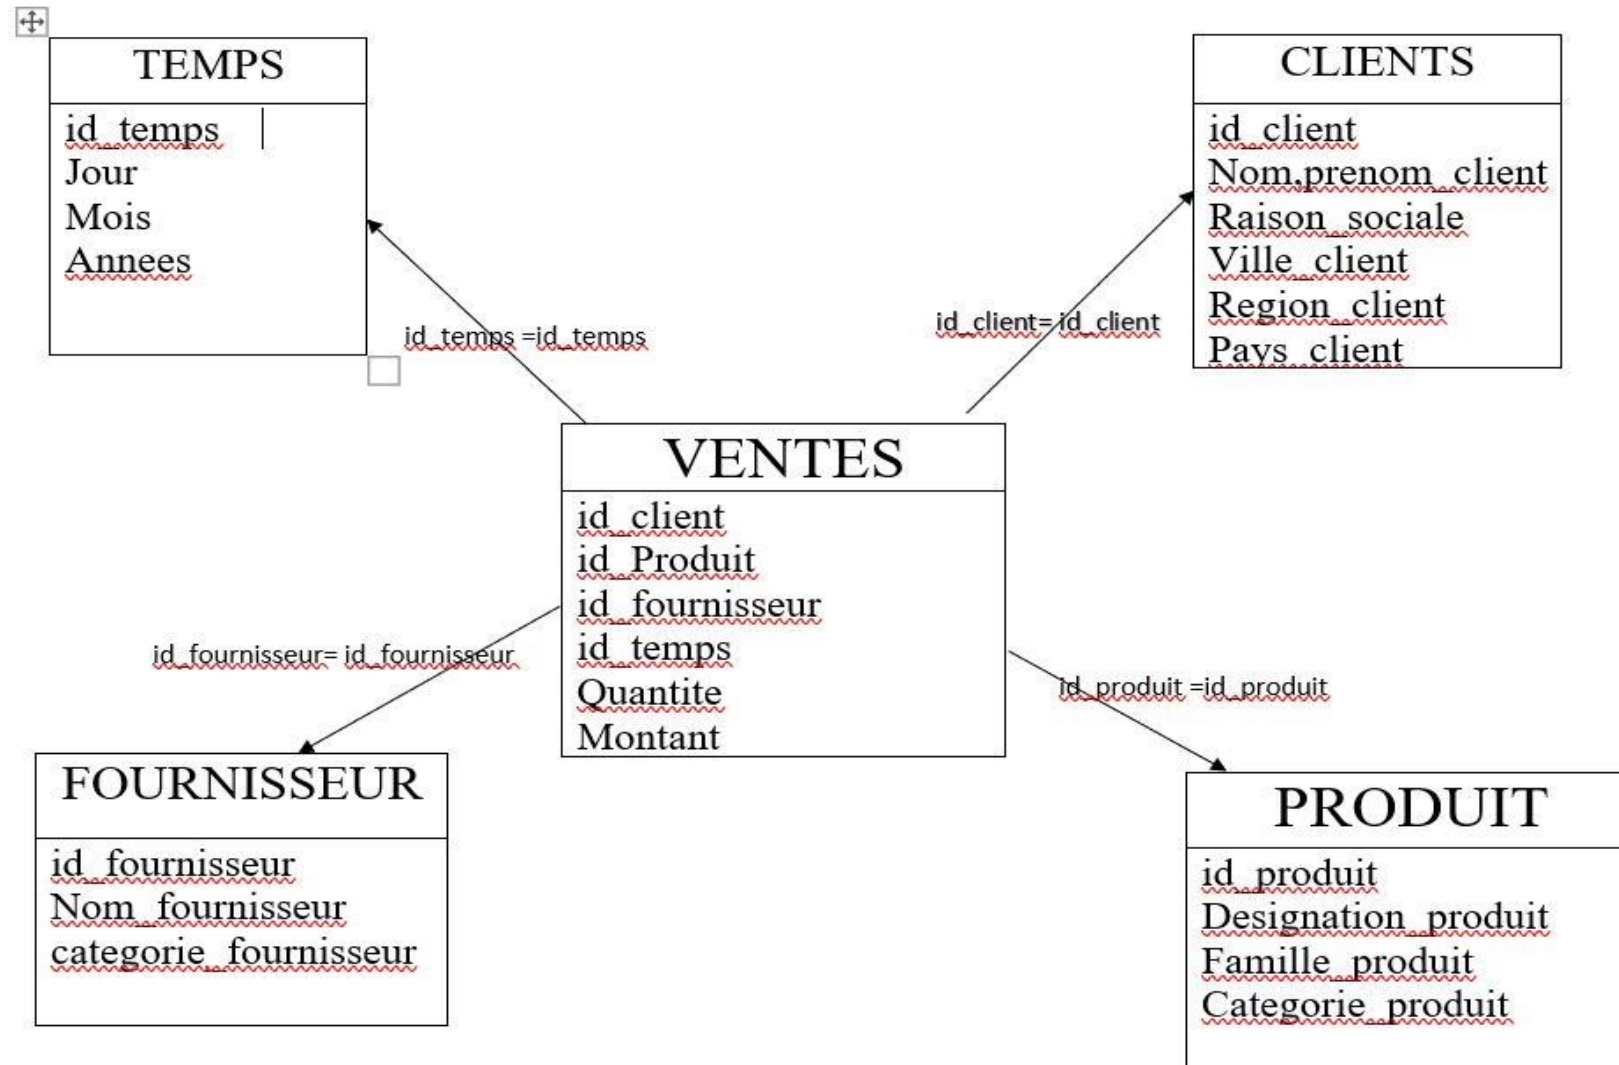 TEMPS
id_temps
Jour
Mois
Annees
CLIENTS
id_client
Nom,prenom_client
Raison_sociale
Ville_client
Region_client
Pays_client
id_temps =id_temps
id_client= id_client
VENTES
id_client
id_Produit
id_fournisseur
id_temps
Quantite
Montant
id_fournisseur= id_fournisseur
id_produit =id_produit
FOURNISSEUR
id_fournisseur
Nom_fournisseur
categorie_fournisseur
PRODUIT
id_produit
Designation_produit
Famille_produit
Categorie_produit